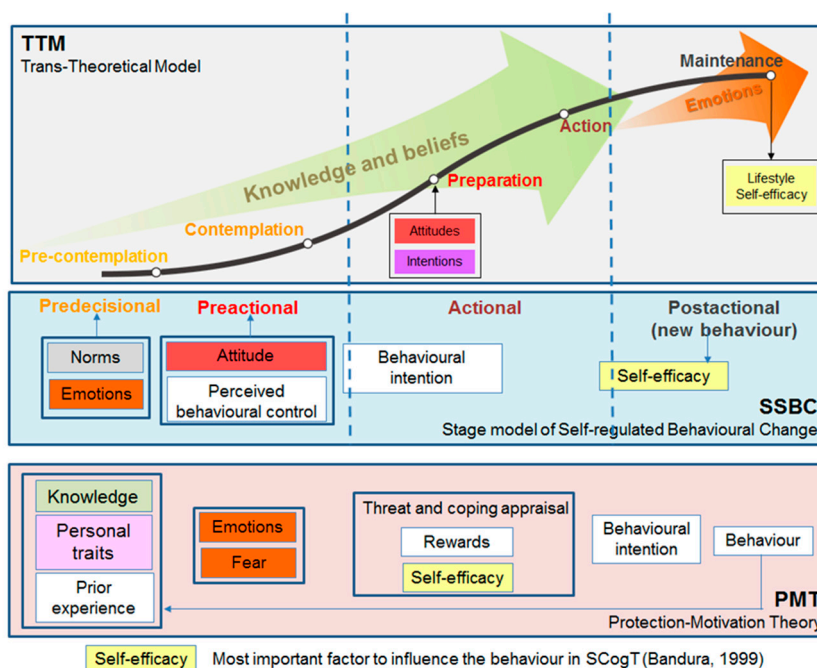 TTM
Trans-Theoretical Model
Maintenance
Emotions
Action
Knowledge and beliefs
Preparation
Lifestyle
Self-efficacy
Attitudes
Intentions
Contemplation
Pre-contemplation
Predecisional
Preactional
Actional
Postactional
(new behaviour)
Norms
Emotions
Attitude
Perceived
behavioural control
Behavioural
intention
Self-efficacy
SSBC
Stage model of Self-regulated Behavioural Change
Knowledge
Personal
traits
Prior
experience
Emotions
Fear
Threat and coping appraisal
Rewards
Self-efficacy
Behavioural
intention
Behaviour
PMT
Protection-Motivation Theory
Self-efficacy
Most important factor to influence the behaviour in SCogT (Bandura, 1999)